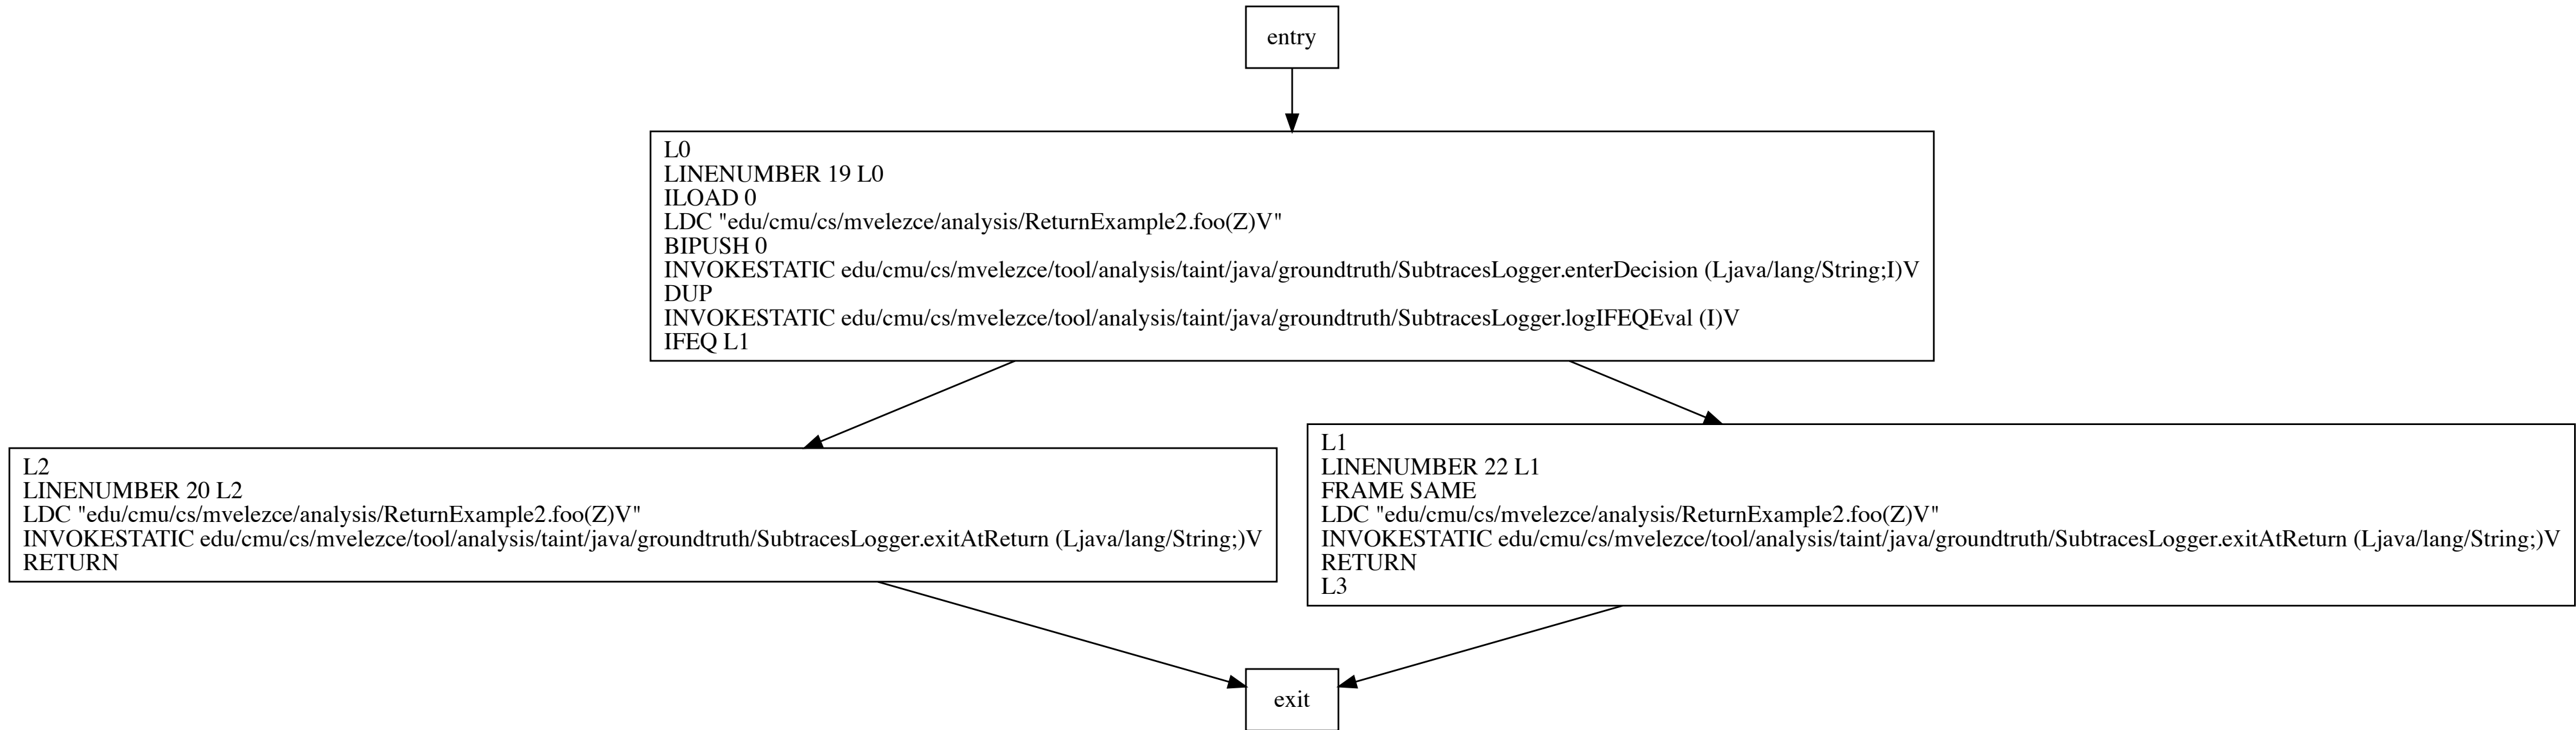 entry
L0
LINENUMBER 19 L0
ILOAD 0
LDC "edu/cmu/cs/mvelezce/analysis/ReturnExample2.foo(Z)V"
BIPUSH 0
INVOKESTATIC edu/cmu/cs/mvelezce/tool/analysis/taint/java/groundtruth/SubtracesLogger.enterDecision (Ljava/lang/String;I)V
DUP
INVOKESTATIC edu/cmu/cs/mvelezce/tool/analysis/taint/java/groundtruth/SubtracesLogger.logIFEQEval (I)V
IFEQ L1
L2
LINENUMBER 20 L2
LDC "edu/cmu/cs/mvelezce/analysis/ReturnExample2.foo(Z)V"
INVOKESTATIC edu/cmu/cs/mvelezce/tool/analysis/taint/java/groundtruth/SubtracesLogger.exitAtReturn (Ljava/lang/String;)V
RETURN
L1
LINENUMBER 22 L1
FRAME SAME
LDC "edu/cmu/cs/mvelezce/analysis/ReturnExample2.foo(Z)V"
INVOKESTATIC edu/cmu/cs/mvelezce/tool/analysis/taint/java/groundtruth/SubtracesLogger.exitAtReturn (Ljava/lang/String;)V
RETURN
L3
exit